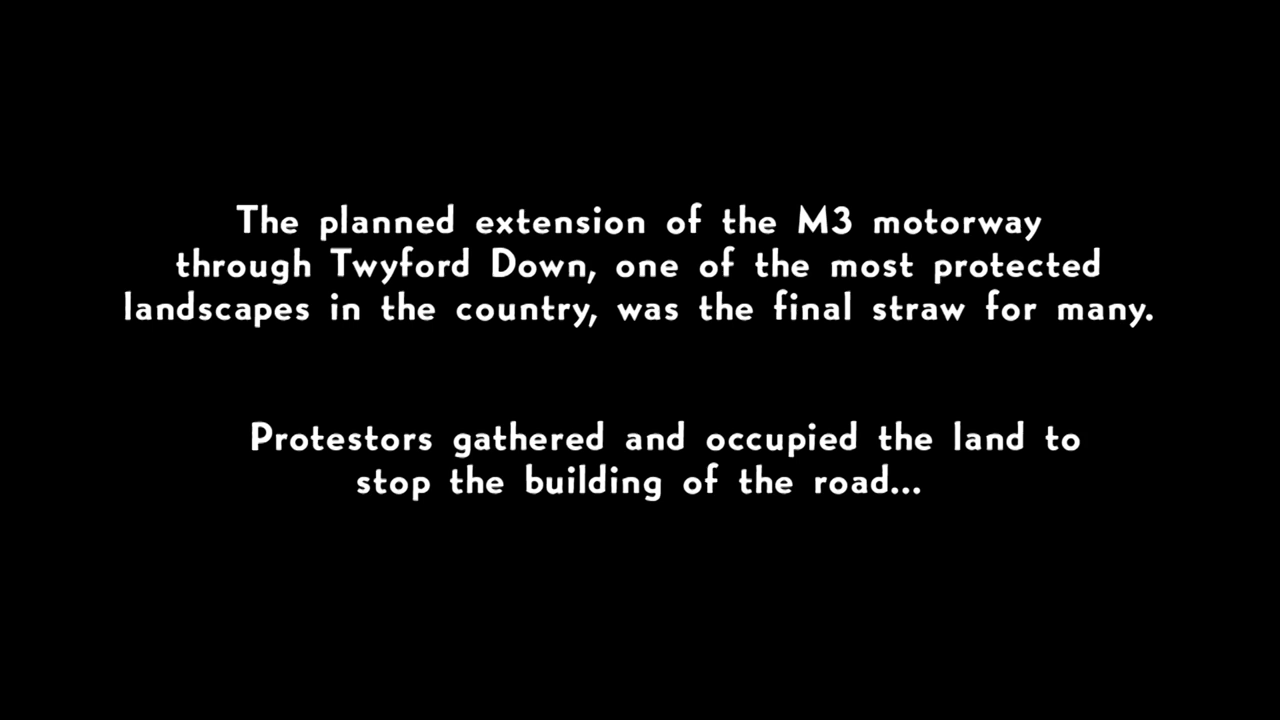 The planned extension of the M3 motorway
through Twyford Down, one of the most protected
landscapes in the country, was the final straw for many.
Protestors gathered and occupied the land to
stop the building of the road...